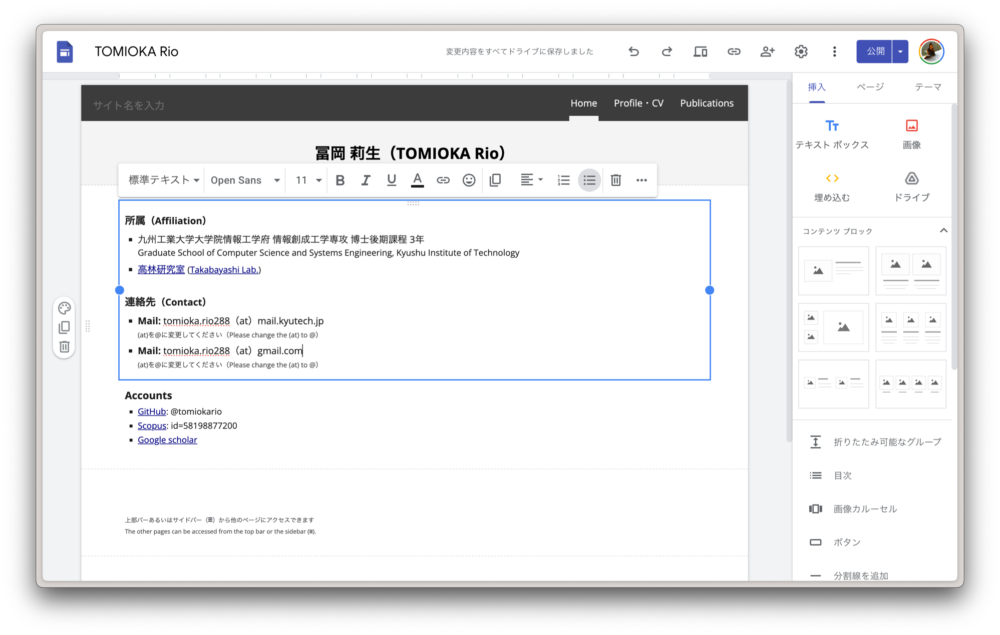 TOMIOKA Rio
変更内容をすべてドライブに保存しました
公開
サイト名を入力
Home
Profile・CV
Publications
冨岡 莉生（TOMIOKA Rio）
標準テキスト
Open Sans
11
所属（Affiliation）
九州工業大学大学院情報工学府 情報創成工学専攻 博士後期課程 3年
Graduate School of Computer Science and Systems Engineering, Kyushu Institute of Technology
高林研究室 (Takabayashi Lab.)
連絡先（Contact）
Mail: tomioka.rio288（at）mail.kyutech.jp
(at)を@に変更してください（Please change the (at) to @）
Mail: tomioka.rio288（at）gmail.com
(at)を@に変更してください（Please change the (at) to @）
Accounts
GitHub: @tomiokario
Scopus: id=58198877200
Google scholar
上部バーあるいはサイドバー（≡）から他のページにアクセスできます
The other pages can be accessed from the top bar or the sidebar (≡).
挿入
ページ
テーマ
テキスト ボックス
画像
埋め込む
ドライブ
コンテンツ ブロック
折りたたみ可能なグループ
目次
画像カルーセル
ボタン
分割線を追加